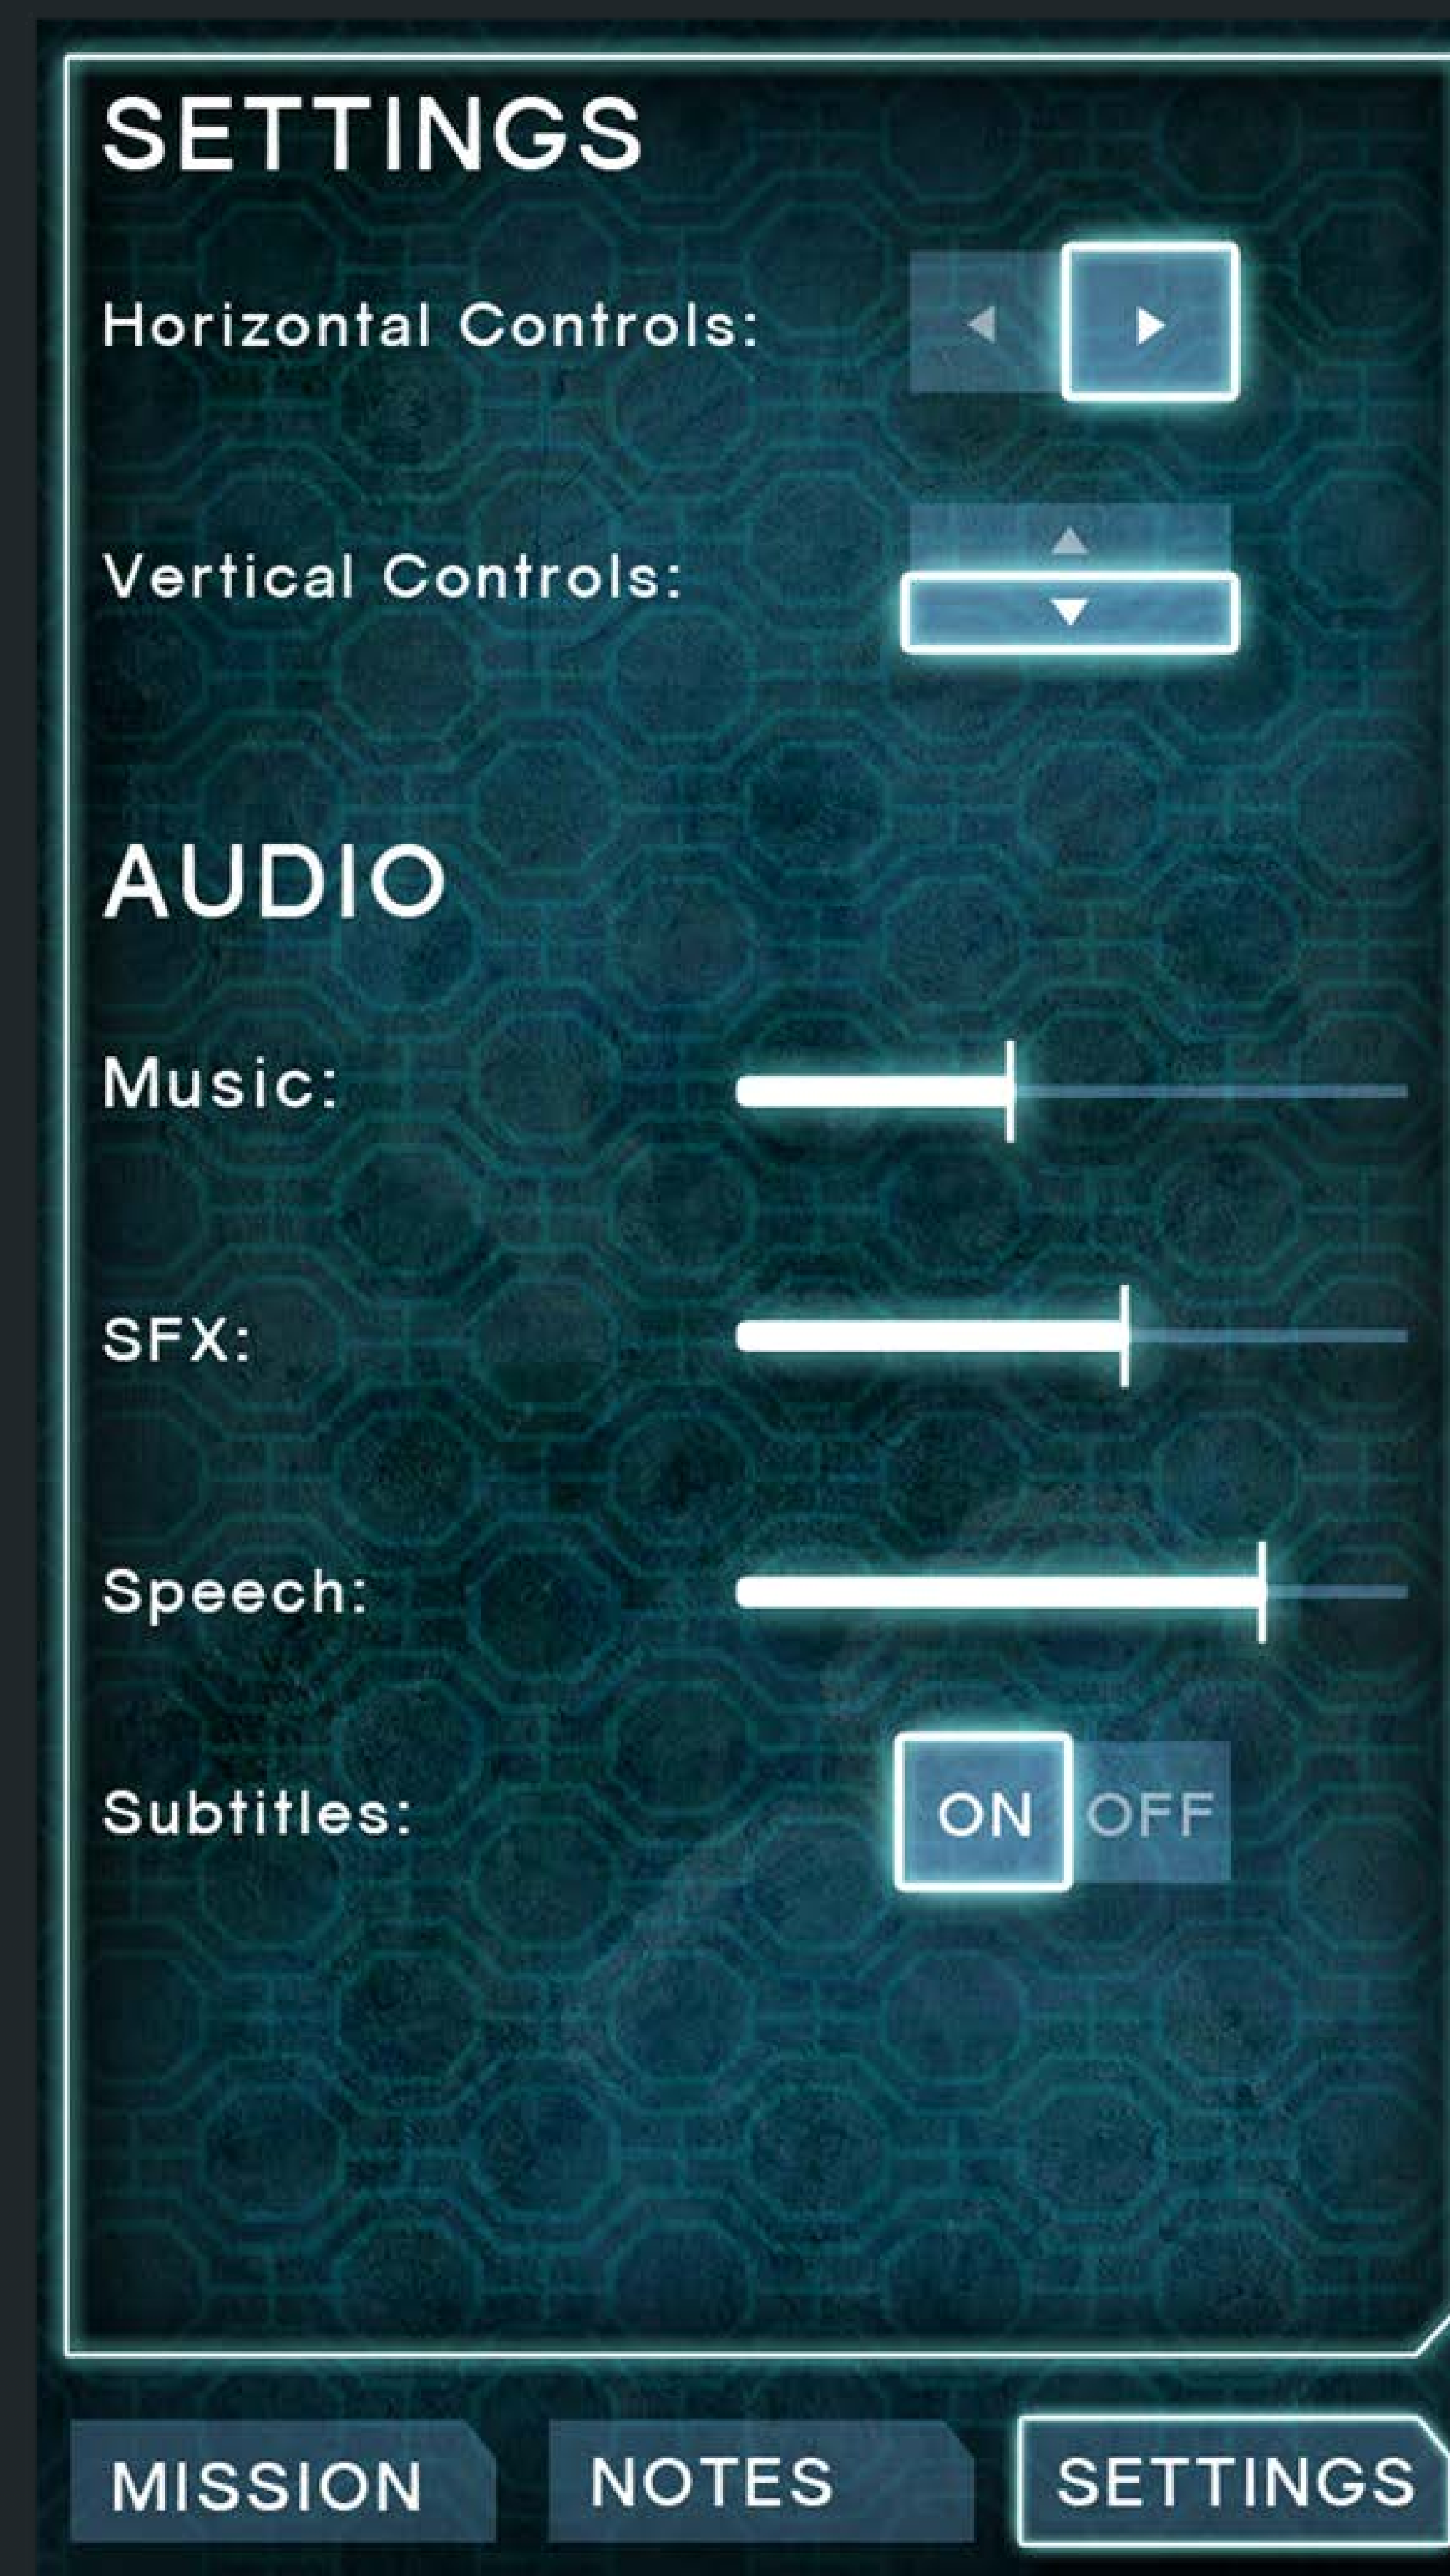 SETTINGS
Horizontal Controls:
Vertical Controls:
AUDIO
Music:
SFX:
Speech:
Subtitles: ON OFF
MISSION NOTES SETTINGS